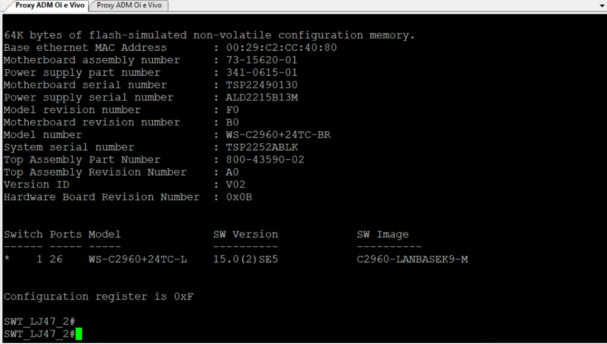 Proxy ADM Oi e Vivo Proxy ADM Oi e Vivo
64K bytes of flash-simulated non-volatile configuration memory.
Base ethernet MAC Address : 00:29:C2:CC:40:80
Motherboard assembly number : 73-15620-01
Power supply part number : 341-0615-01
Motherboard serial number : TSP22490130
Power supply serial number : ALD2215B13M
Model revision number : F0
Motherboard revision number : B0
Model number : WS-C2960+24TC-BR
System serial number : TSP2252ABLK
Top Assembly Part Number : 800-43590-02
Top Assembly Revision Number : A0
Version ID : V02
Hardware Board Revision Number : 0x0B
Switch Ports Model SW Version SW Image
------ ----- ----- ---------- ----------
* 1 26 WS-C2960+24TC-L 15.0(2)SE5 C2960-LANBASEK9-M
Configuration register is 0xF
SWT_LJ47_2#
SWT_LJ47_2#